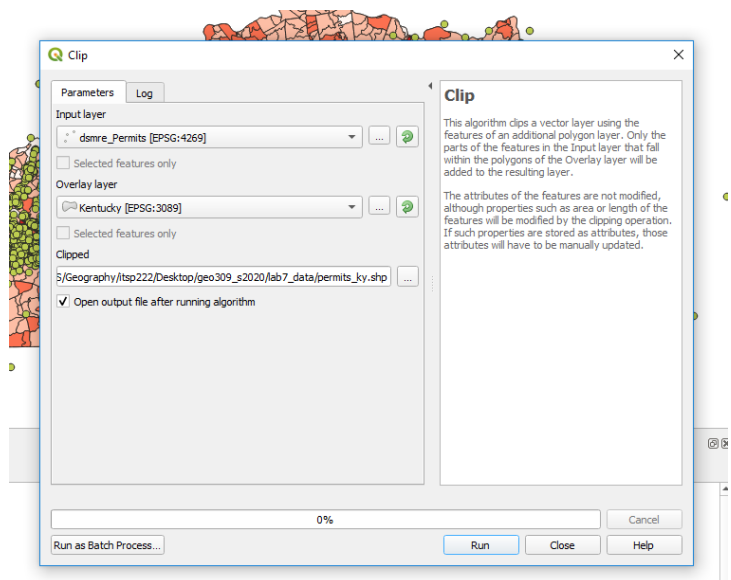 Clip
Parameters
Log
Input layer
dsmre_Permits [EPSG:4269]
...
Selected features only
Overlay layer
Kentucky [EPSG:3089]
...
Selected features only
Clipped
S/Geography/itsp222/Desktop/geo309_s2020/lab7_data/permits_ky.shp
...
Open output file after running algorithm
Clip
This algorithm clips a vector layer using the
features of an additional polygon layer. Only the
parts of the features in the Input layer that fall
within the polygons of the Overlay layer will be
added to the resulting layer.
The attributes of the features are not modified,
although properties such as area or length of the
features will be modified by the clipping operation.
If such properties are stored as attributes, those
attributes will have to be manually updated.
0%
Cancel
Run as Batch Process...
Run
Close
Help